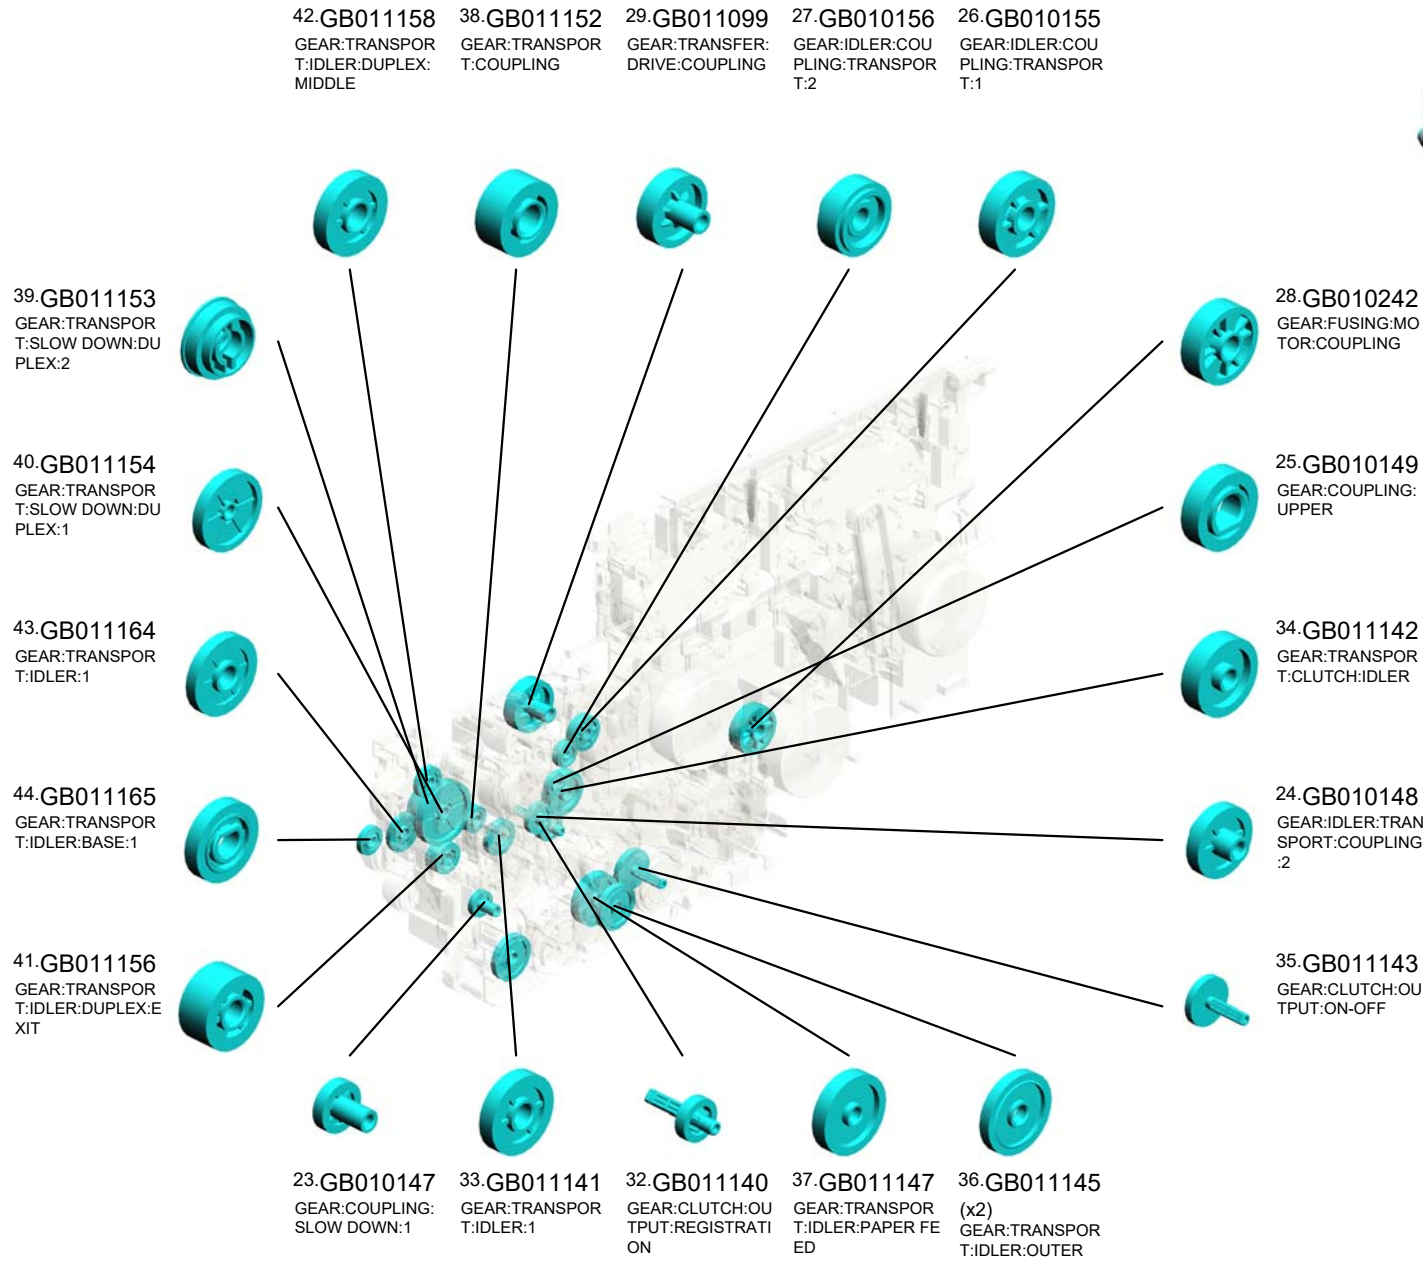 42.GB011158
GEAR:TRANSPOR
T:IDLER:DUPLEX:
MIDDLE
38.GB011152
GEAR:TRANSPOR
T:COUPLING
29.GB011099
GEAR:TRANSFER:
DRIVE:COUPLING
27.GB010156
GEAR:IDLER:COU
PLING:TRANSPOR
T:2
26.GB010155
GEAR:IDLER:COU
PLING:TRANSPOR
T:1
39.GB011153
GEAR:TRANSPOR
T:SLOW DOWN:DU
PLEX:2
28.GB010242
GEAR:FUSING:MO
TOR:COUPLING
40.GB011154
GEAR:TRANSPOR
T:SLOW DOWN:DU
PLEX:1
25.GB010149
GEAR:COUPLING:
UPPER
43.GB011164
GEAR:TRANSPOR
T:IDLER:1
34.GB011142
GEAR:TRANSPOR
T:CLUTCH:IDLER
44.GB011165
GEAR:TRANSPOR
T:IDLER:BASE:1
24.GB010148
GEAR:IDLER:TRAN
SPORT:COUPLING
:2
41.GB011156
GEAR:TRANSPOR
T:IDLER:DUPLEX:E
XIT
35.GB011143
GEAR:CLUTCH:OU
TPUT:ON-OFF
23.GB010147
GEAR:COUPLING:
SLOW DOWN:1
33.GB011141
GEAR:TRANSPOR
T:IDLER:1
32.GB011140
GEAR:CLUTCH:OU
TPUT:REGISTRATI
ON
37.GB011147
GEAR:TRANSPOR
T:IDLER:PAPER FE
ED
36.GB011145
(x2)
GEAR:TRANSPOR
T:IDLER:OUTER